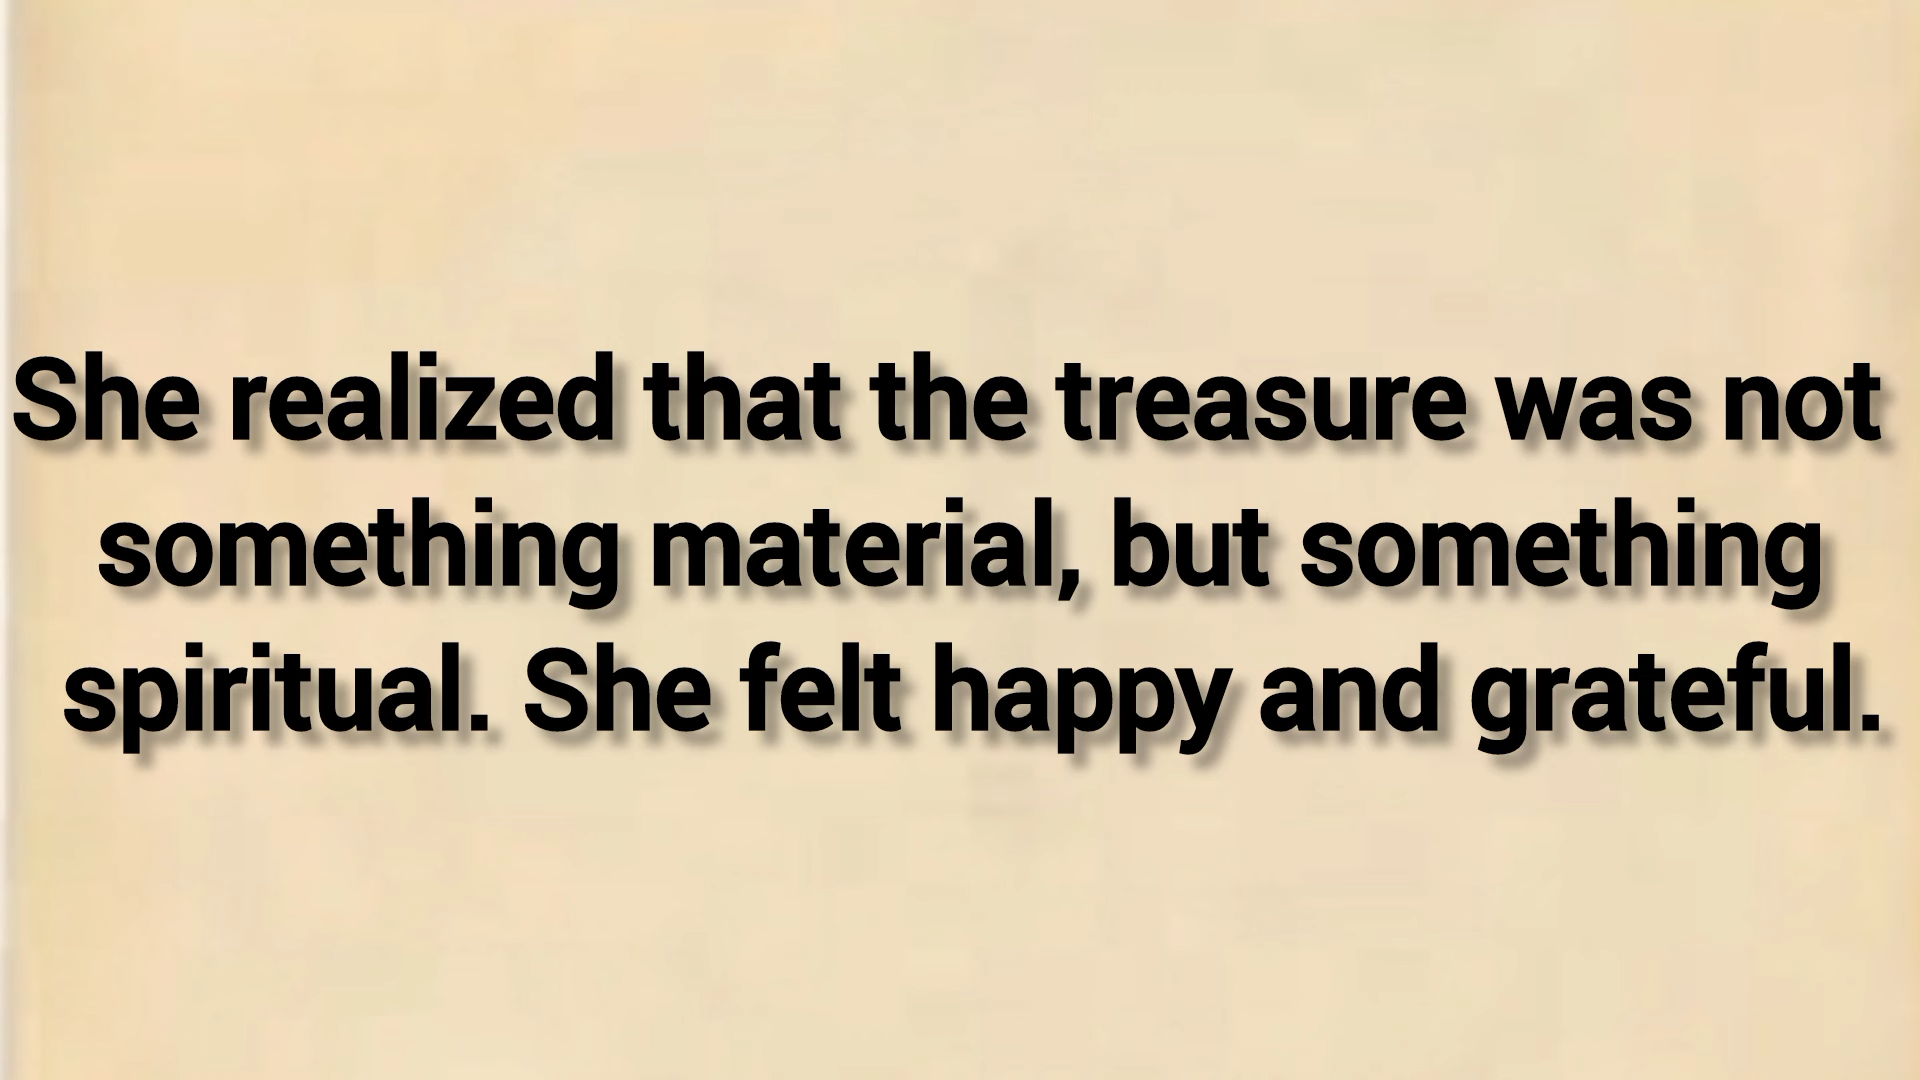 She realized that the treasure was not
something material, but something
spiritual. She felt happy and grateful.